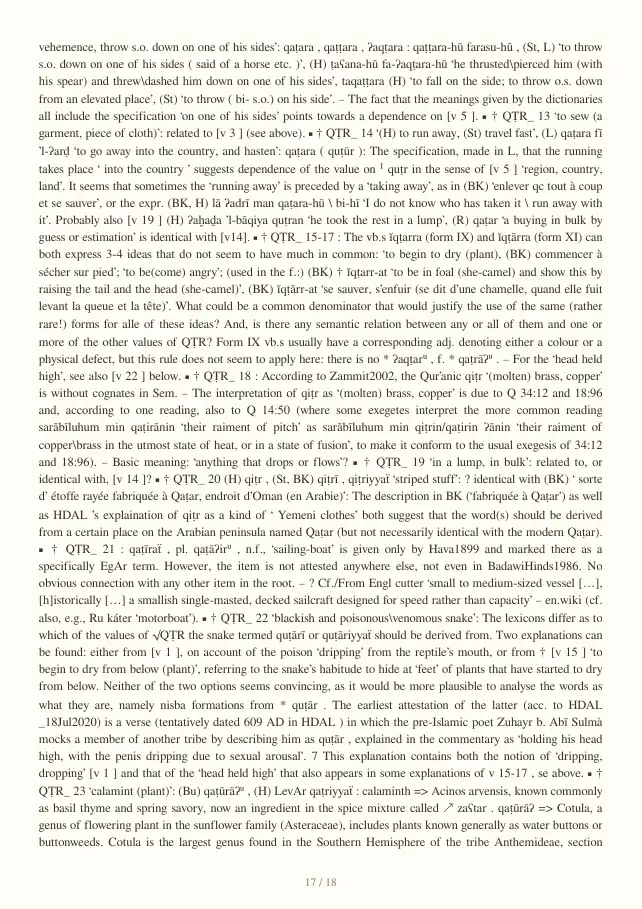 vehemence, throw s.o. down on one of his sides’: qaṭara , qaṭṭara , ʔaqṭara : qaṭṭara-hū farasu-hū , (St, L) ‘to throw
s.o. down on one of his sides ( said of a horse etc. )’, (H) ṭaʕana-hū fa-ʔaqṭara-hū ‘he thrusted\pierced him (with
his spear) and threw\dashed him down on one of his sides’, taqaṭṭara (H) ‘to fall on the side; to throw o.s. down
from an elevated place’, (St) ‘to throw ( bi- s.o.) on his side’. – The fact that the meanings given by the dictionaries
all include the specification ‘on one of his sides’ points towards a dependence on [v 5 ]. ▪ † QṬR_ 13 ‘to sew (a
garment, piece of cloth)’: related to [v 3 ] (see above). ▪ † QṬR_ 14 ‘(H) to run away, (St) travel fast’, (L) qaṭara fī
’l-ʔarḍ ‘to go away into the country, and hasten’: qaṭara ( quṭūr ): The specification, made in L, that the running
takes place ‘ into the country ’ suggests dependence of the value on ¹ quṭr in the sense of [v 5 ] ‘region, country,
land’. It seems that sometimes the ‘running away’ is preceded by a ‘taking away’, as in (BK) ‘enlever qc tout à coup
et se sauver’, or the expr. (BK, H) lā ʔadrī man qaṭara-hū \ bi-hī ‘I do not know who has taken it \ run away with
it’. Probably also [v 19 ] (H) ʔaḫaḏa ’l-bāqiya quṭran ‘he took the rest in a lump’, (R) qaṭar ‘a buying in bulk by
guess or estimation’ is identical with [v14]. ▪ † QṬR_ 15-17 : The vb.s ĭqṭarra (form IX) and ĭqṭārra (form XI) can
both express 3-4 ideas that do not seem to have much in common: ‘to begin to dry (plant), (BK) commencer à
sécher sur pied’; ‘to be(come) angry’; (used in the f.:) (BK) † ĭqṭarr-at ‘to be in foal (she-camel) and show this by
raising the tail and the head (she-camel)’, (BK) ĭqṭārr-at ‘se sauver, s’enfuir (se dit d’une chamelle, quand elle fuit
levant la queue et la tête)’. What could be a common denominator that would justify the use of the same (rather
rare!) forms for alle of these ideas? And, is there any semantic relation between any or all of them and one or
more of the other values of QṬR? Form IX vb.s usually have a corresponding adj. denoting either a colour or a
physical defect, but this rule does not seem to apply here: there is no * ʔaqṭarᵘ , f. * qaṭrāʔᵘ . – For the ‘head held
high’, see also [v 22 ] below. ▪ † QṬR_ 18 : According to Zammit2002, the Qurʼanic qiṭr ‘(molten) brass, copper’
is without cognates in Sem. – The interpretation of qiṭr as ‘(molten) brass, copper’ is due to Q 34:12 and 18:96
and, according to one reading, also to Q 14:50 (where some exegetes interpret the more common reading
sarābīluhum min qaṭirānin ‘their raiment of pitch’ as sarābīluhum min qiṭrin/qaṭirin ʔānin ‘their raiment of
copper\brass in the utmost state of heat, or in a state of fusion’, to make it conform to the usual exegesis of 34:12
and 18:96). – Basic meaning: ‘anything that drops or flows’? ▪ † QṬR_ 19 ‘in a lump, in bulk’: related to, or
identical with, [v 14 ]? ▪ † QṬR_ 20 (H) qiṭr , (St, BK) qiṭrī , qiṭriyyaẗ ‘striped stuff’: ? identical with (BK) ‘ sorte
d’ étoffe rayée fabriquée à Qaṭar, endroit d’Oman (en Arabie)’: The description in BK (‘fabriquée à Qaṭar’) as well
as HDAL ’s explaination of qiṭr as a kind of ‘ Yemeni clothes’ both suggest that the word(s) should be derived
from a certain place on the Arabian peninsula named Qaṭar (but not necessarily identical with the modern Qaṭar).
▪ † QṬR_ 21 : qaṭīraẗ , pl. qaṭāʔirᵘ , n.f., ‘sailing-boat’ is given only by Hava1899 and marked there as a
specifically EgAr term. However, the item is not attested anywhere else, not even in BadawiHinds1986. No
obvious connection with any other item in the root. – ? Cf./From Engl cutter ‘small to medium-sized vessel […],
[h]istorically […] a smallish single-masted, decked sailcraft designed for speed rather than capacity’ – en.wiki (cf.
also, e.g., Ru káter ‘motorboat’). ▪ † QṬR_ 22 ‘blackish and poisonous\venomous snake’: The lexicons differ as to
which of the values of √QṬR the snake termed quṭārī or quṭāriyyaẗ should be derived from. Two explanations can
be found: either from [v 1 ], on account of the poison ‘dripping’ from the reptile’s mouth, or from † [v 15 ] ‘to
begin to dry from below (plant)’, referring to the snake’s habitude to hide at ‘feet’ of plants that have started to dry
from below. Neither of the two options seems convincing, as it would be more plausible to analyse the words as
what they are, namely nisba formations from * quṭār . The earliest attestation of the latter (acc. to HDAL
_18Jul2020) is a verse (tentatively dated 609 AD in HDAL ) in which the pre-Islamic poet Zuhayr b. Abī Sulmà
mocks a member of another tribe by describing him as quṭār , explained in the commentary as ‘holding his head
high, with the penis dripping due to sexual arousal’. 7 This explanation contains both the notion of ‘dripping,
dropping’ [v 1 ] and that of the ‘head held high’ that also appears in some explanations of v 15-17 , se above. ▪ †
QṬR_ 23 ‘calamint (plant)’: (Bu) qaṭūrāʔᵘ , (H) LevAr qaṭriyyaẗ : calaminth => Acinos arvensis, known commonly
as basil thyme and spring savory, now an ingredient in the spice mixture called ↗ zaʕtar . qaṭūrāʔ => Cotula, a
genus of flowering plant in the sunflower family (Asteraceae), includes plants known generally as water buttons or
buttonweeds. Cotula is the largest genus found in the Southern Hemisphere of the tribe Anthemideae, section
17 / 18